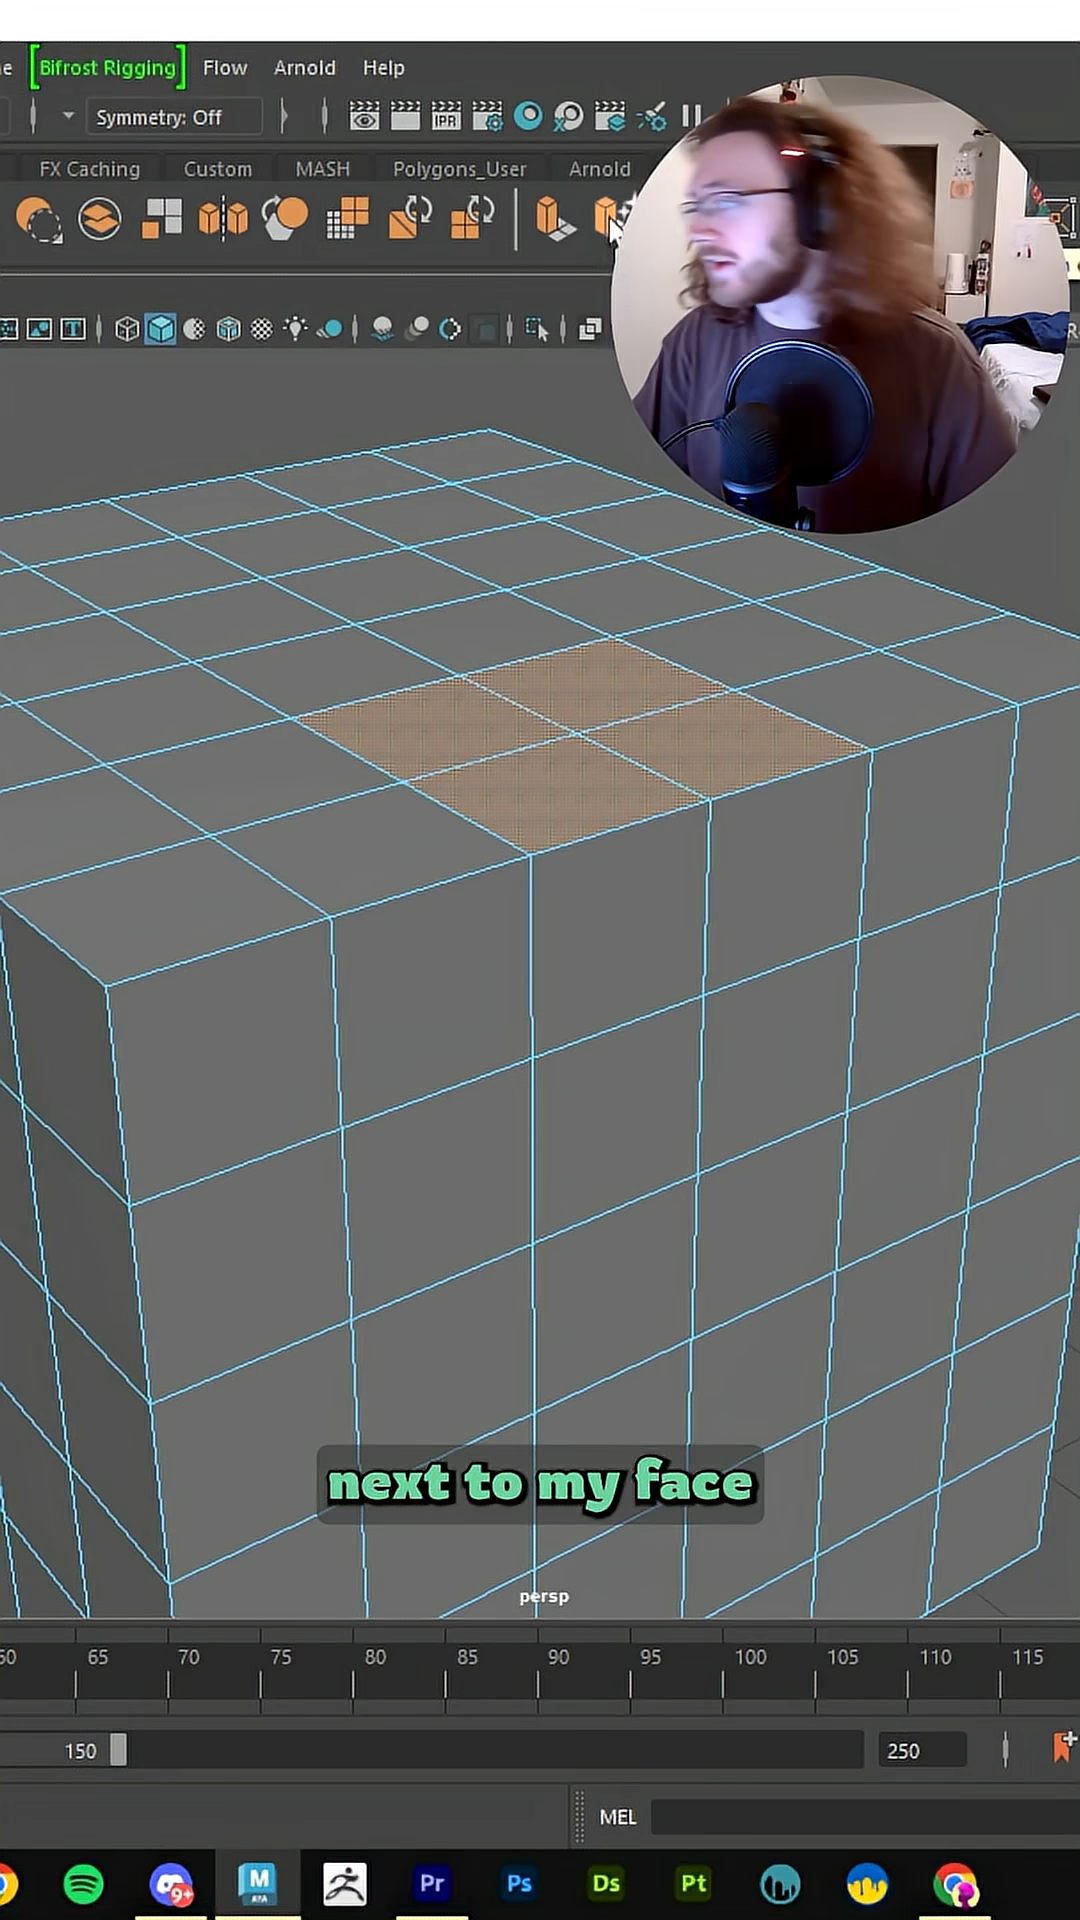 e [Bifrost Rigging] Flow Arnold Help
Symmetry: Off
IPR
FX Caching Custom MASH Polygons_User Arnold
T
R
next to my face
persp
60 65 70 75 80 85 90 95 100 105 110 115
150 250
MEL
9+ M AYA Pr Ps Ds Pt